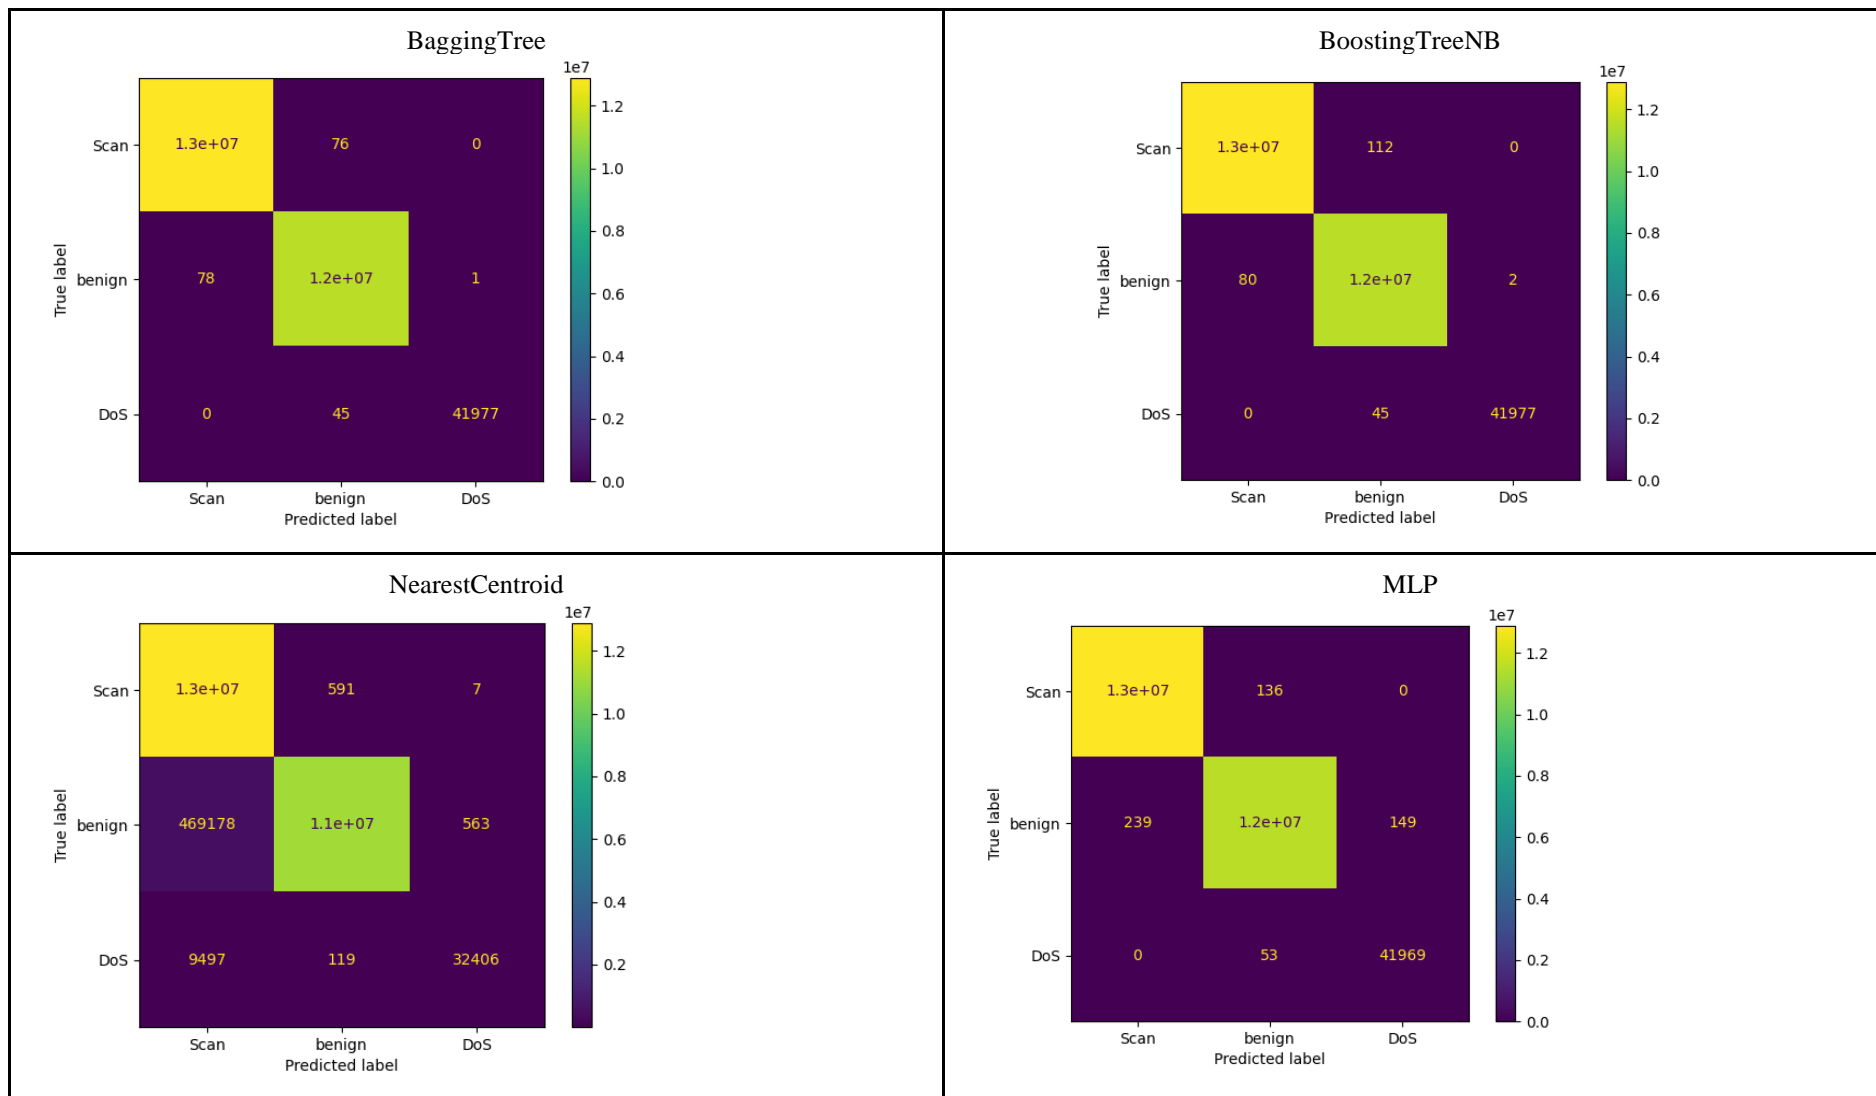 BaggingTree
1e7
Scan 1.3e+07 76 0
benign 78 1.2e+07 1
DoS 0 45 41977
Scan benign DoS
Predicted label
True label
1.2
1.0
0.8
0.6
0.4
0.2
0.0
BoostingTreeNB
1e7
Scan 1.3e+07 112 0
benign 80 1.2e+07 2
DoS 0 45 41977
Scan benign DoS
Predicted label
True label
1.2
1.0
0.8
0.6
0.4
0.2
0.0
NearestCentroid
1e7
Scan 1.3e+07 591 7
benign 469178 1.1e+07 563
DoS 9497 119 32406
Scan benign DoS
Predicted label
True label
1.2
1.0
0.8
0.6
0.4
0.2
MLP
1e7
Scan 1.3e+07 136 0
benign 239 1.2e+07 149
DoS 0 53 41969
Scan benign DoS
Predicted label
True label
1.2
1.0
0.8
0.6
0.4
0.2
0.0